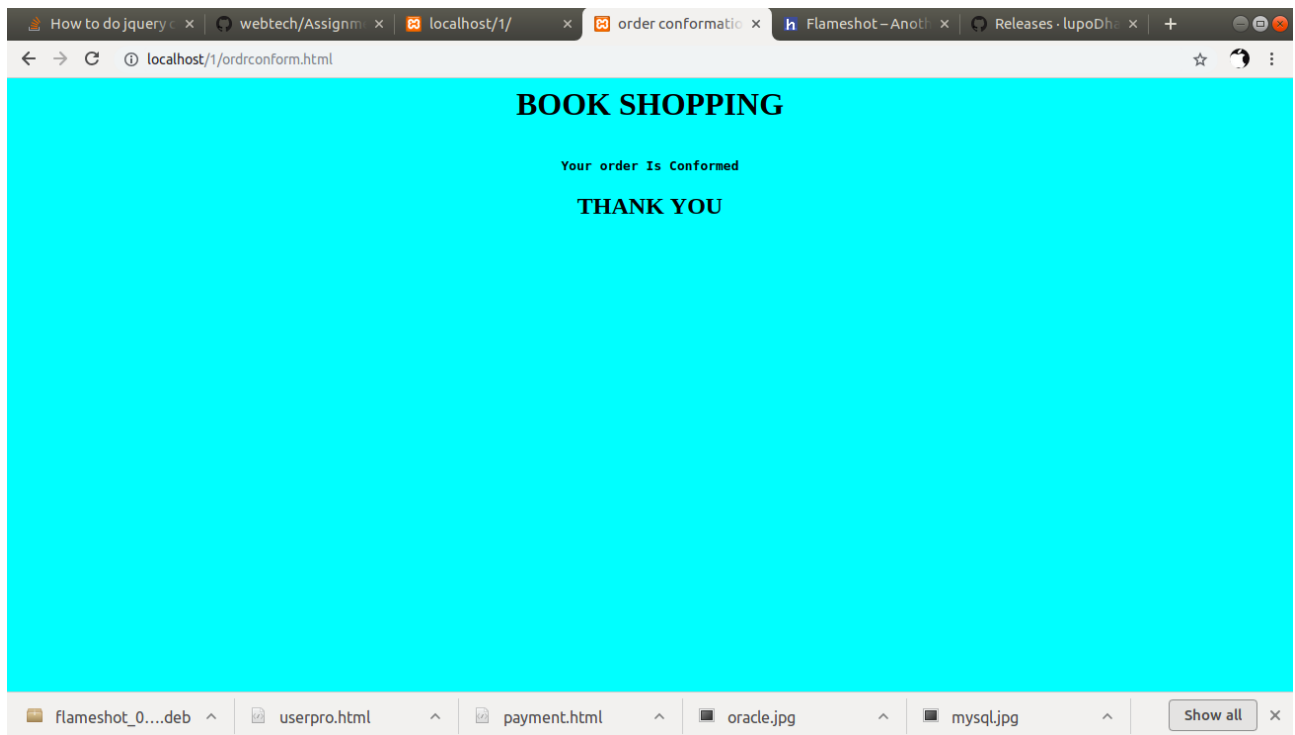 How to do jquery c
webtech/Assignm
localhost/1/
order conformatio
Flameshot – Anoth
Releases · lupoDha
localhost/1/ordrconform.html
BOOK SHOPPING
Your order Is Conformed
THANK YOU
flameshot_0....deb
userpro.html
payment.html
oracle.jpg
mysql.jpg
Show all